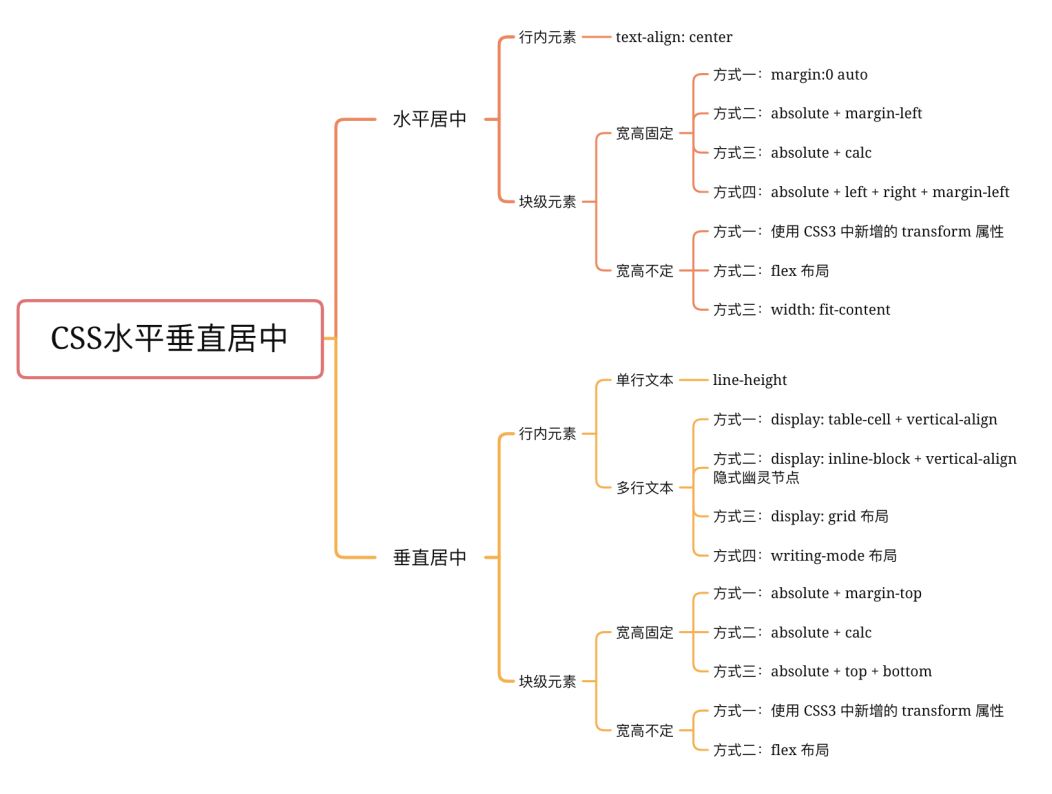 CSS水平垂直居中
水平居中
行内元素
text-align: center
块级元素
宽高固定
方式一：margin:0 auto
方式二：absolute + margin-left
方式三：absolute + calc
方式四：absolute + left + right + margin-left
宽高不定
方式一：使用 CSS3 中新增的 transform 属性
方式二：flex 布局
方式三：width: fit-content
垂直居中
行内元素
单行文本
line-height
多行文本
方式一：display: table-cell + vertical-align
方式二：display: inline-block + vertical-align
隐式幽灵节点
方式三：display: grid 布局
方式四：writing-mode 布局
块级元素
宽高固定
方式一：absolute + margin-top
方式二：absolute + calc
方式三：absolute + top + bottom
宽高不定
方式一：使用 CSS3 中新增的 transform 属性
方式二：flex 布局